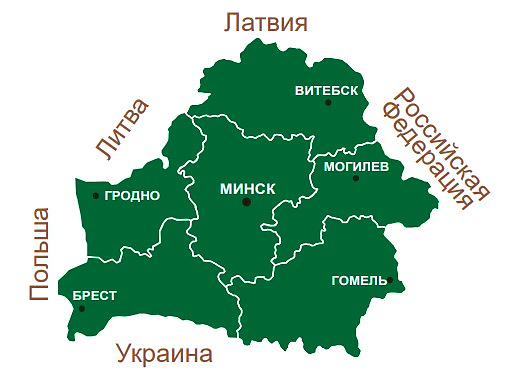 Латвия
ВИТЕБСК
Литва
Российская
Федерация
МОГИЛЕВ
ГРОДНО
МИНСК
Польша
ГОМЕЛЬ
БРЕСТ
Украина